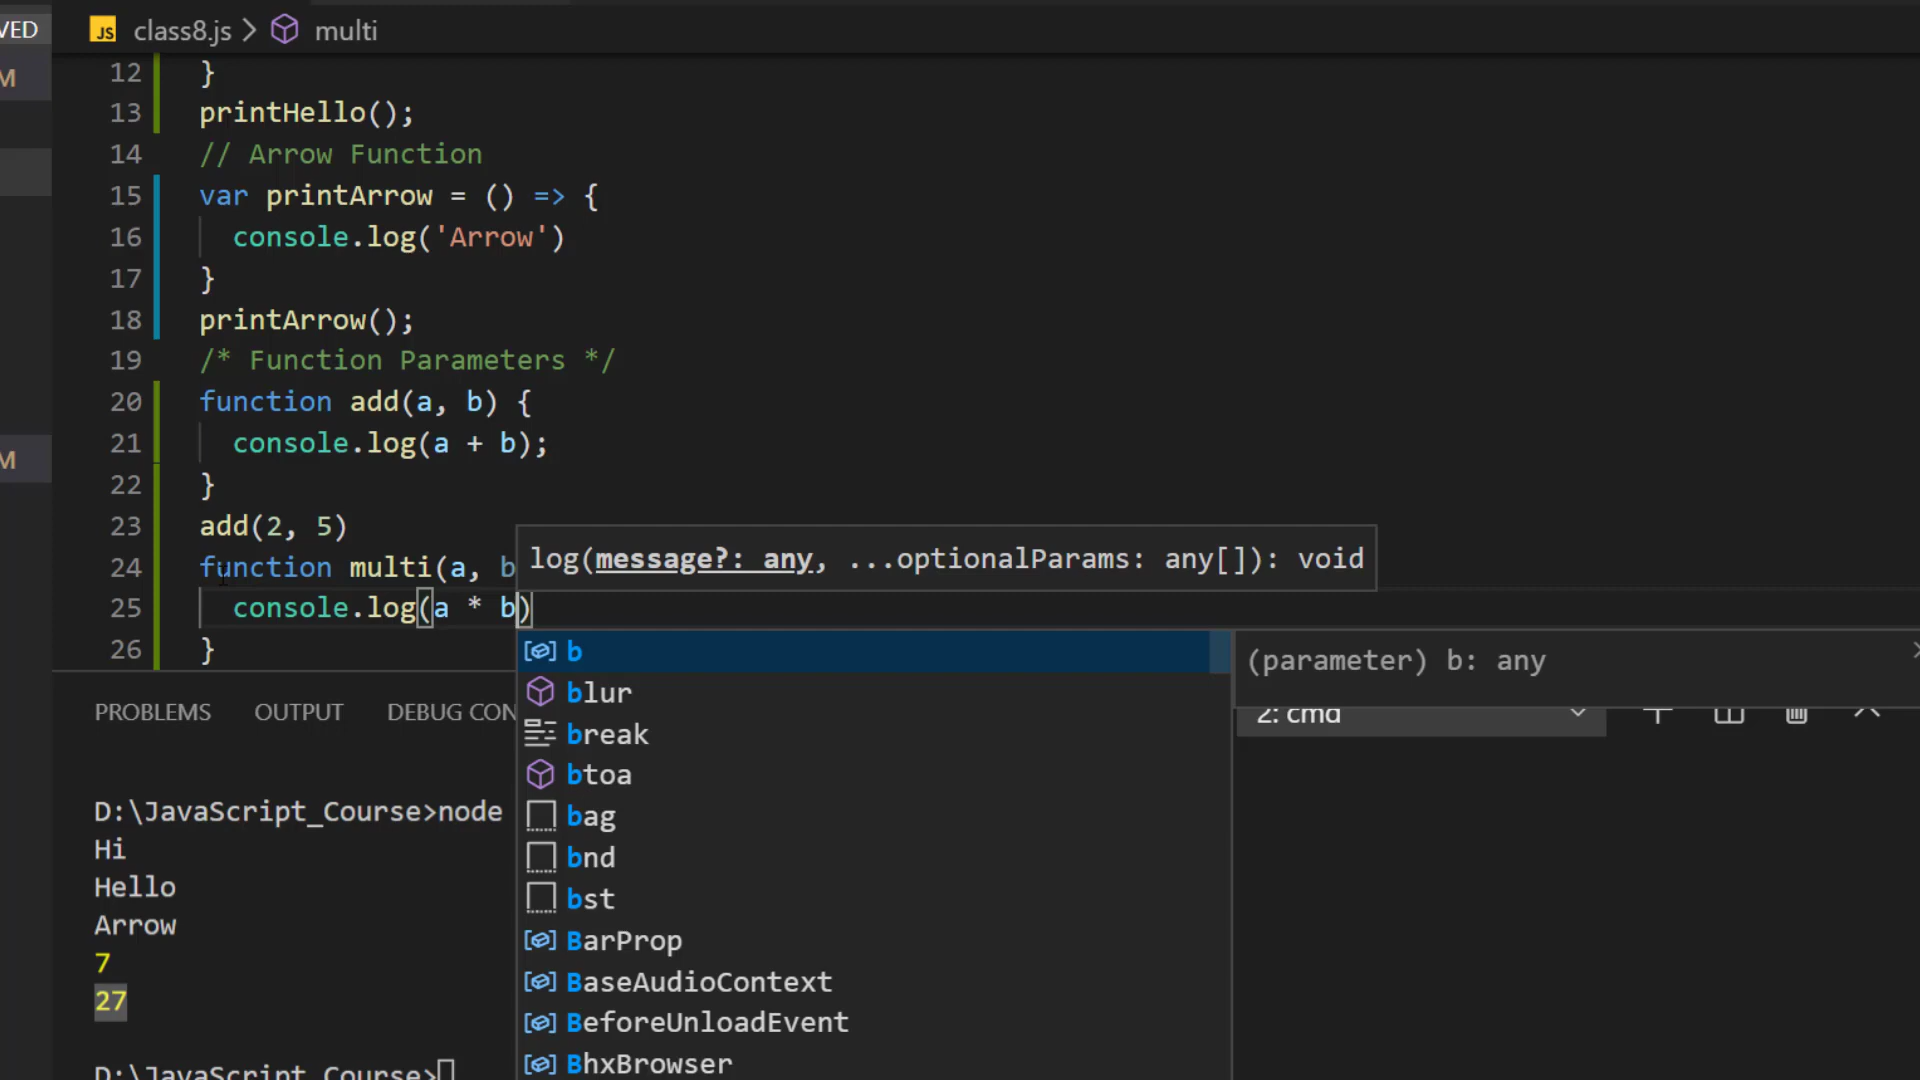 VED
JS class8.js > multi
M
12 }
13 printHello();
14 // Arrow Function
15 var printArrow = () => {
16 console.log('Arrow')
17 }
18 printArrow();
19 /* Function Parameters */
20 function add(a, b) {
M
21 console.log(a + b);
22 }
23 add(2, 5)
log(message?: any, ...optionalParams: any[]): void
24 function multi(a, b
25 console.log(a * b)
26 }
b
(parameter) b: any
blur
break
btoa
bag
bnd
bst
BarProp
BaseAudioContext
BeforeUnloadEvent
BhxBrowser
PROBLEMS OUTPUT DEBUG CON
2: cmd
D:\JavaScript_Course>node
Hi
Hello
Arrow
7
27
D:\JavaScript_Course>